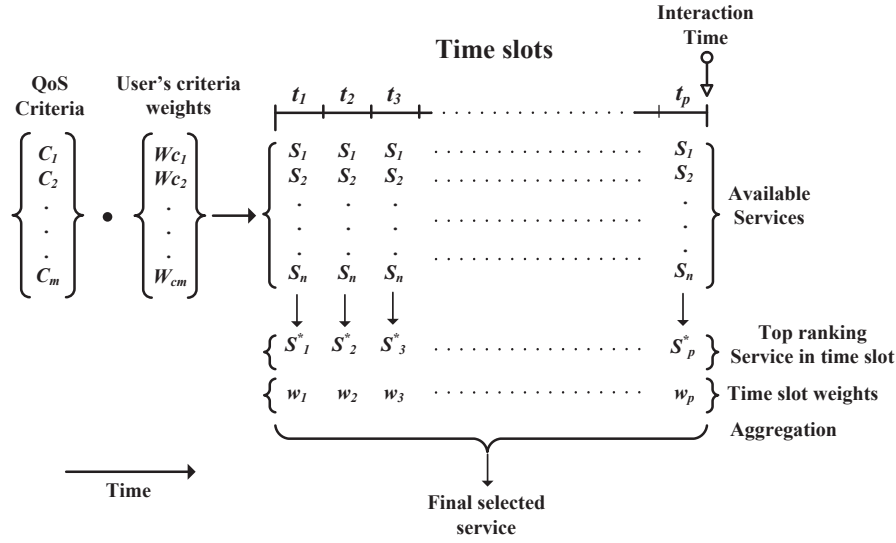 Interaction
Time
Time slots
QoS
Criteria
User's criteria
weights
t1 t2 t3 . . . . . . . . . . . . . . . . . . . . tp
C1 Wc1 S1 S1 S1 . . . . . . . . . . . . . . . . . . . . S1
C2 Wc2 S2 S2 S2 . . . . . . . . . . . . . . . . . . . . S2
Available
Services
Cm Wcm Sn Sn Sn . . . . . . . . . . . . . . . . . . . . Sn
S*1 S*2 S*3 . . . . . . . . . . . . . . . . . . . . S*p
Top ranking
Service in time slot
w1 w2 w3 . . . . . . . . . . . . . . . . . . . . wp
Time slot weights
Aggregation
Time
Final selected
service